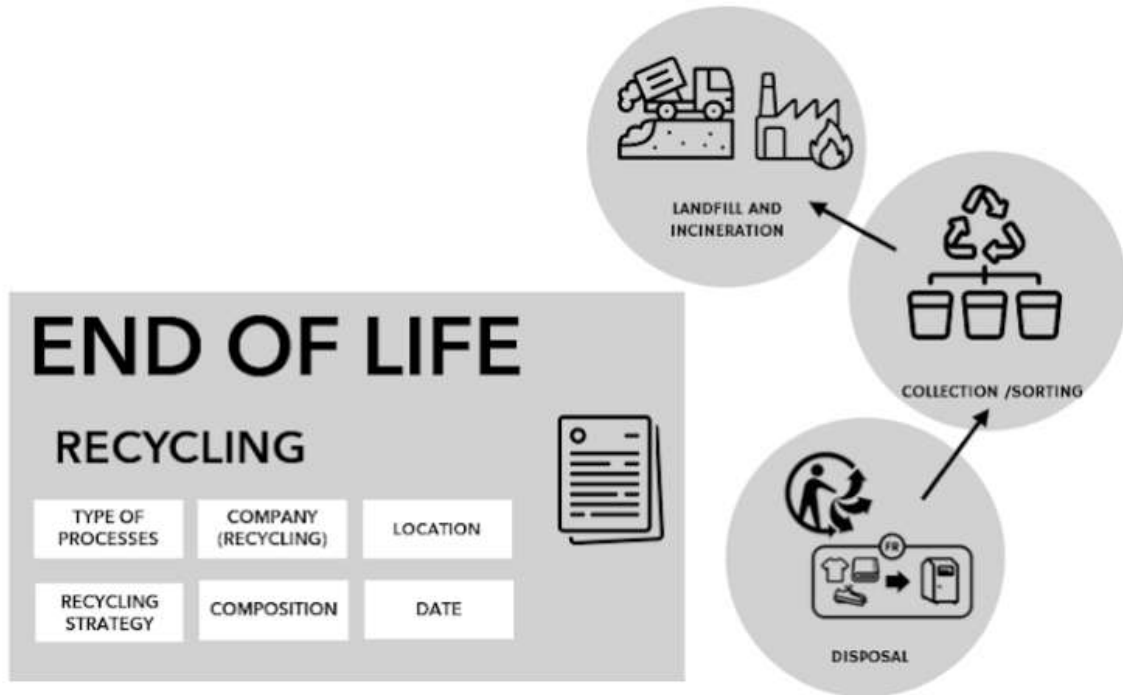 LANDFILL AND
INCINERATION
COLLECTION /SORTING
END OF LIFE
RECYCLING
TYPE OF
PROCESSES
COMPANY
(RECYCLING)
LOCATION
RECYCLING
STRATEGY
COMPOSITION
DATE
FR
DISPOSAL